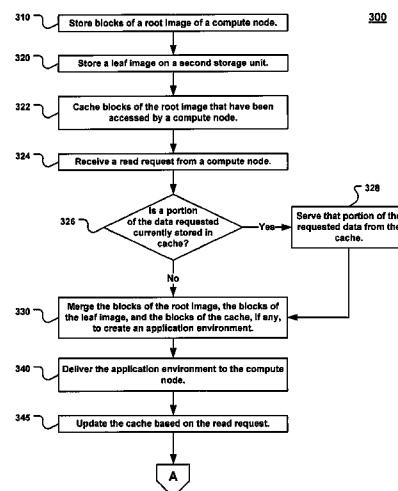 310
Store blocks of a root image of a compute node.
300
320
Store a leaf image on a second storage unit.
322
Cache blocks of the root image that have been
accessed by a compute node.
324
Receive a read request from a compute node.
326
Is a portion
of the data requested
currently stored in
cache?
Yes
328
Serve that portion of the
requested data from the
cache.
No
330
Merge the blocks of the root image, the blocks of
the leaf image, and the blocks of the cache, if any,
to create an application environment.
340
Deliver the application environment to the compute
node.
345
Update the cache based on the read request.
A